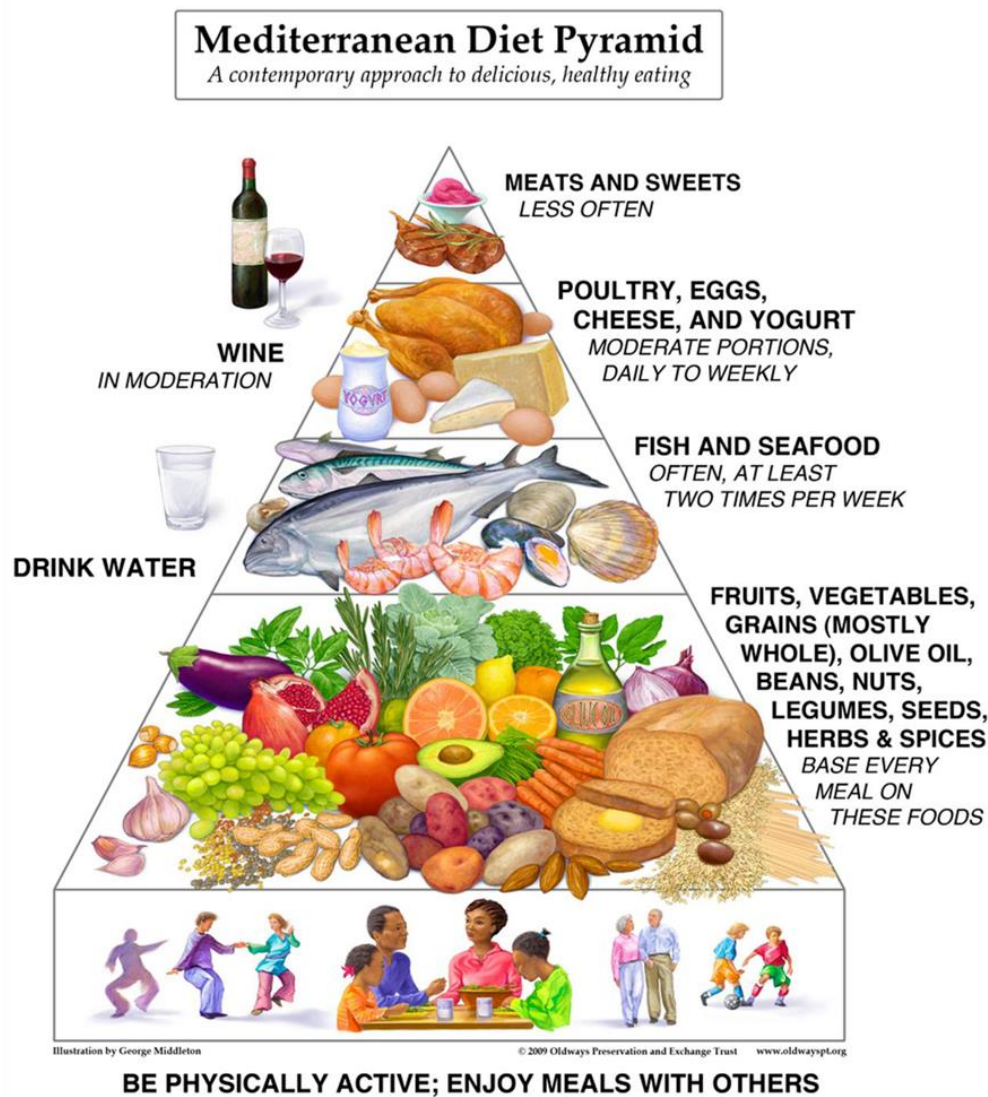 Mediterranean Diet Pyramid
A contemporary approach to delicious, healthy eating
MEATS AND SWEETS
LESS OFTEN
POULTRY, EGGS,
CHEESE, AND YOGURT
MODERATE PORTIONS,
DAILY TO WEEKLY
WINE
IN MODERATION
YOGURT
FISH AND SEAFOOD
OFTEN, AT LEAST
TWO TIMES PER WEEK
DRINK WATER
FRUITS, VEGETABLES,
GRAINS (MOSTLY
WHOLE), OLIVE OIL,
BEANS, NUTS,
LEGUMES, SEEDS,
HERBS & SPICES
BASE EVERY
MEAL ON
THESE FOODS
OLIVE OIL
Illustration by George Middleton
© 2009 Oldways Preservation and Exchange Trust www.oldwayspt.org
BE PHYSICALLY ACTIVE; ENJOY MEALS WITH OTHERS